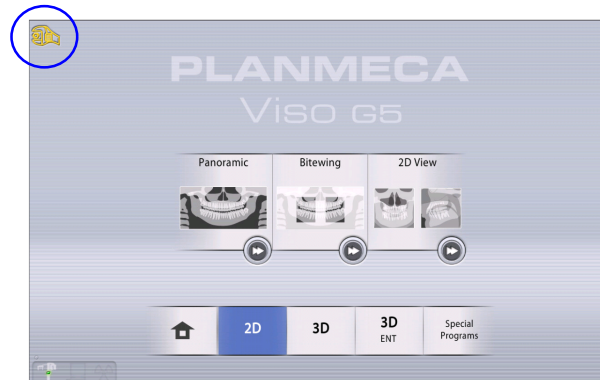 PLANMECA
Viso G5
Panoramic
Bitewing
2D View
2D
3D
3D
ENT
Special
Programs